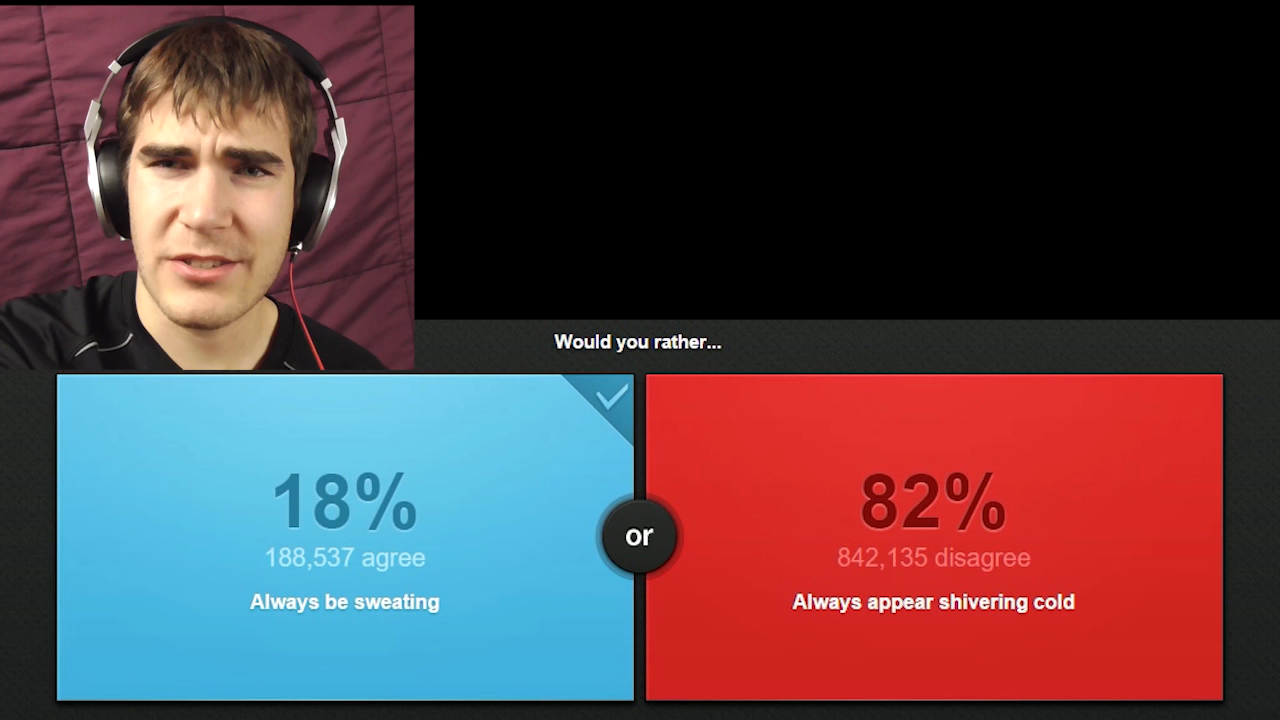 Would you rather...
18%
188,537 agree
Always be sweating
or
82%
842,135 disagree
Always appear shivering cold